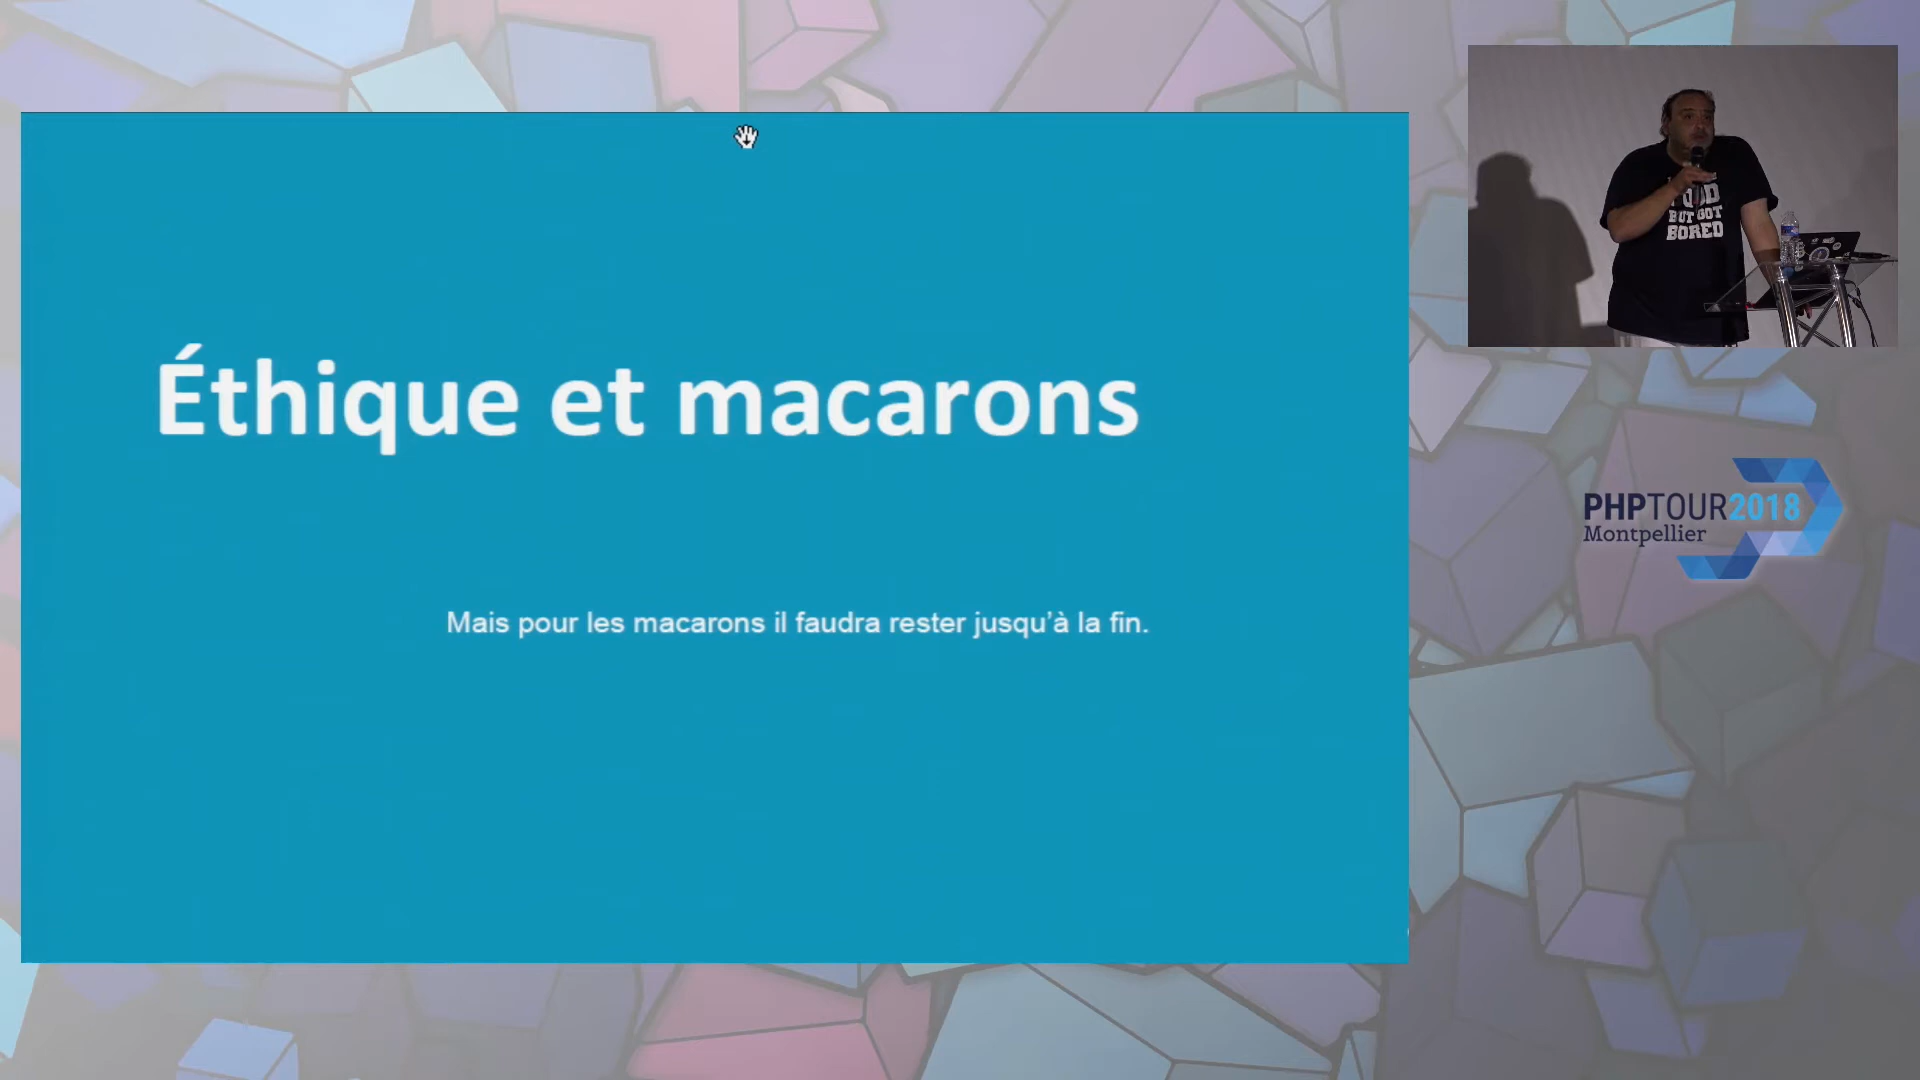 Éthique et macarons
Mais pour les macarons il faudra rester jusqu'à la fin.
BUT GOT
BORED
PHPTOUR2018
Montpellier